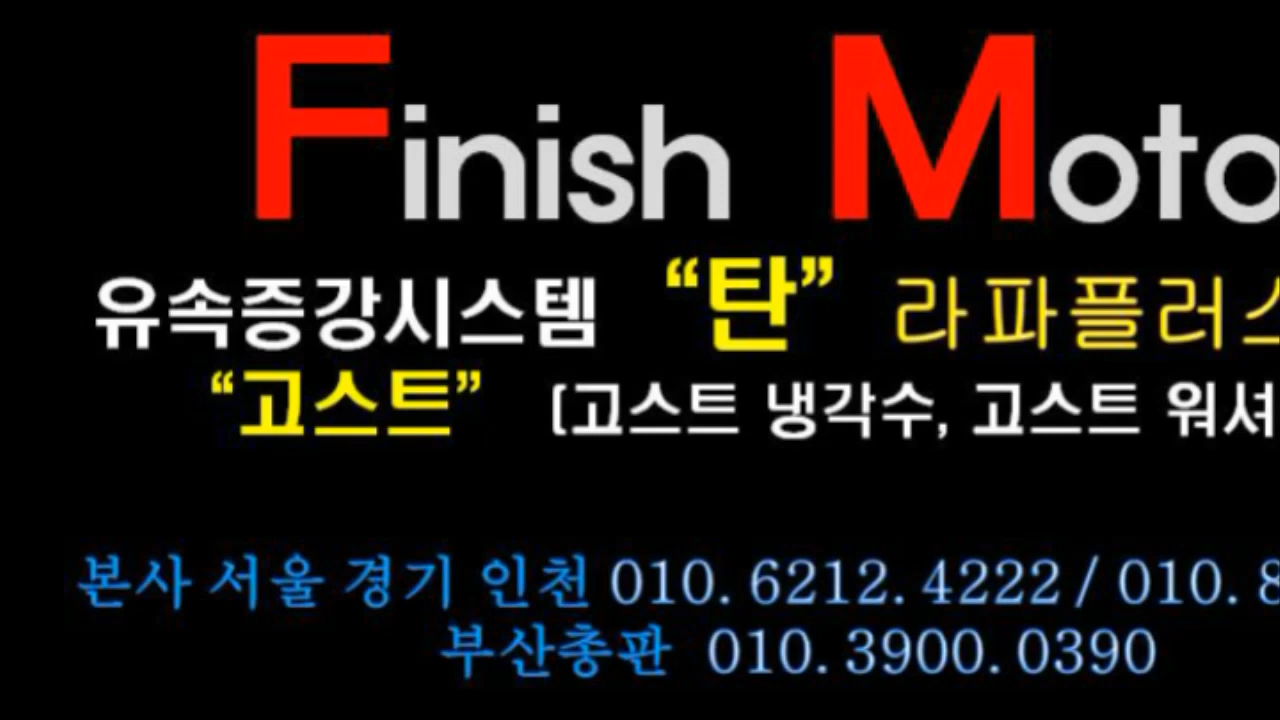 Finish Moto
유속증강시스템 “탄” 라파플러스
“고스트” (고스트 냉각수, 고스트 워셔
본사 서울 경기 인천 010. 6212. 4222 / 010. 8
부산총판 010. 3900. 0390